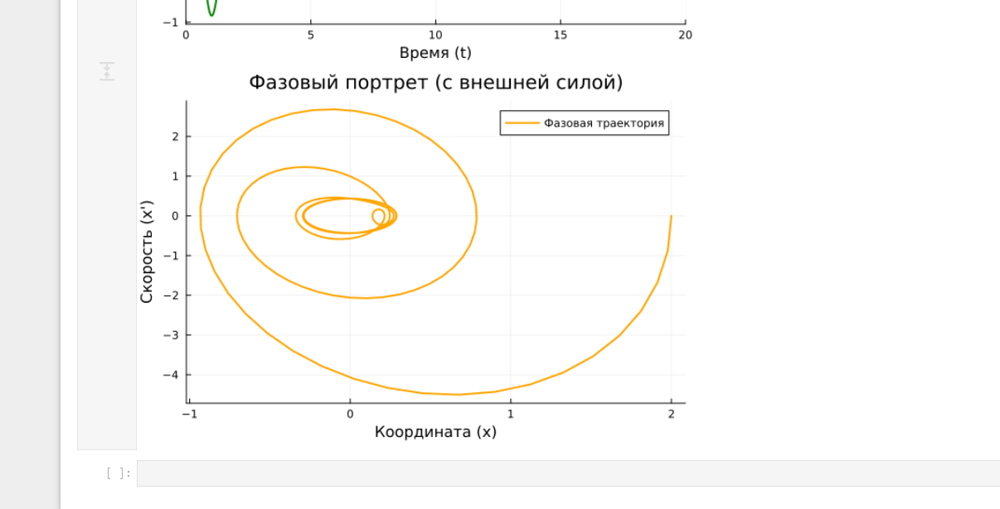 −1
0 5 10 15 20
Время (t)
Фазовый портрет (с внешней силой)
Фазовая траектория
2
1
0
−1
−2
−3
−4
Скорость (x')
−1 0 1 2
Координата (x)
[ ]: